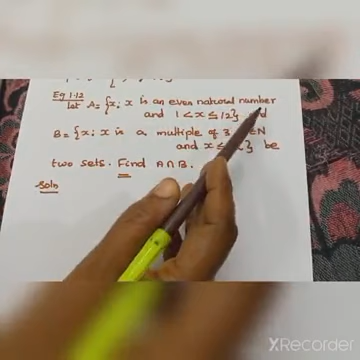 Eg 1.12
Let A = {x; x is an even natural number
and 1 < x ≤ 12}
B = {x; x is a multiple of 3, ∈N
and x ≤ } be
two sets. Find A∩B.
Soln
XRecorder